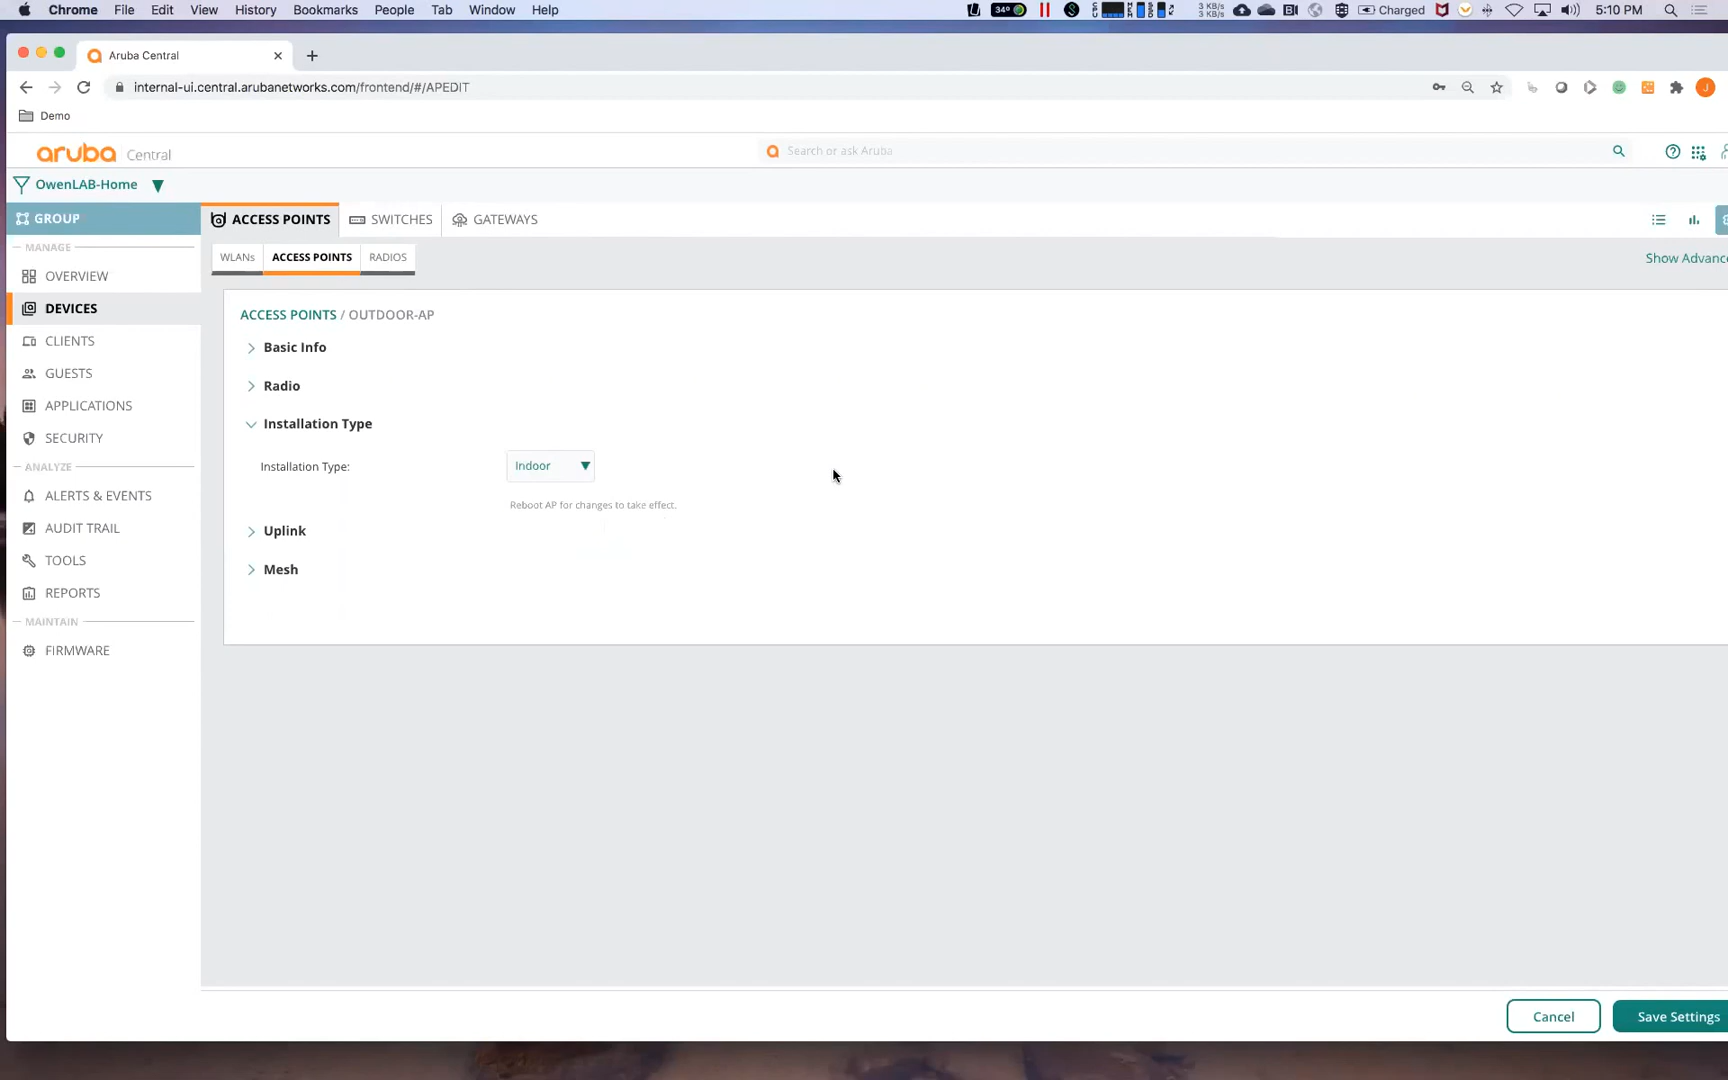 Chrome File Edit View History Bookmarks People Tab Window Help
34° 3 KB/s 3 KB/s Charged 5:10 PM
Aruba Central
internal-ui.central.arubanetworks.com/frontend/#/APEDIT
J
Demo
aruba Central
Search or ask Aruba
OwenLAB-Home
GROUP
ACCESS POINTS SWITCHES GATEWAYS
MANAGE
WLANs ACCESS POINTS RADIOS
Show Advanc
OVERVIEW
DEVICES
CLIENTS
GUESTS
APPLICATIONS
SECURITY
ANALYZE
ALERTS & EVENTS
AUDIT TRAIL
TOOLS
REPORTS
MAINTAIN
FIRMWARE
ACCESS POINTS / OUTDOOR-AP
Basic Info
Radio
Installation Type
Installation Type: Indoor
Reboot AP for changes to take effect.
Uplink
Mesh
Cancel Save Settings